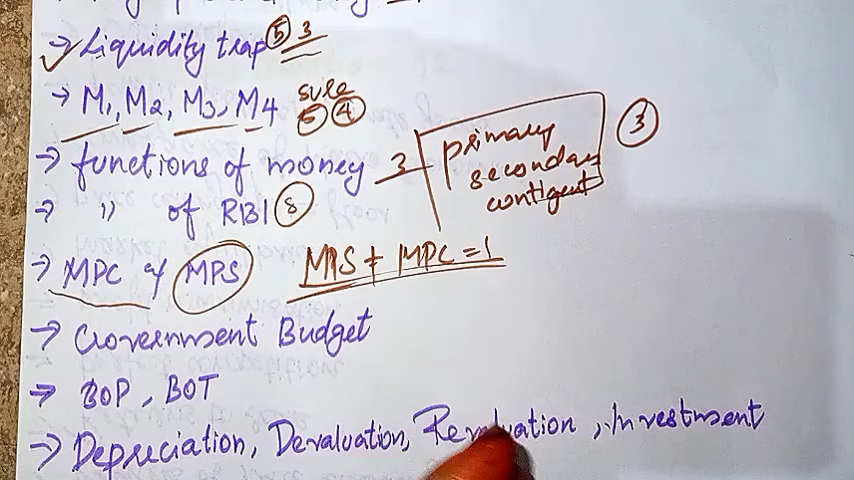 → Liquidity trap 5 3
→ M1, M2, M3, M4 sure 5 4
→ functions of money 3 primary 3
secondary
contigent
→ " of RBI 8
→ MPC & MPS MPS + MPC = 1
→ Government Budget
→ BOP, BOT
→ Depreciation, Devaluation, , Investment